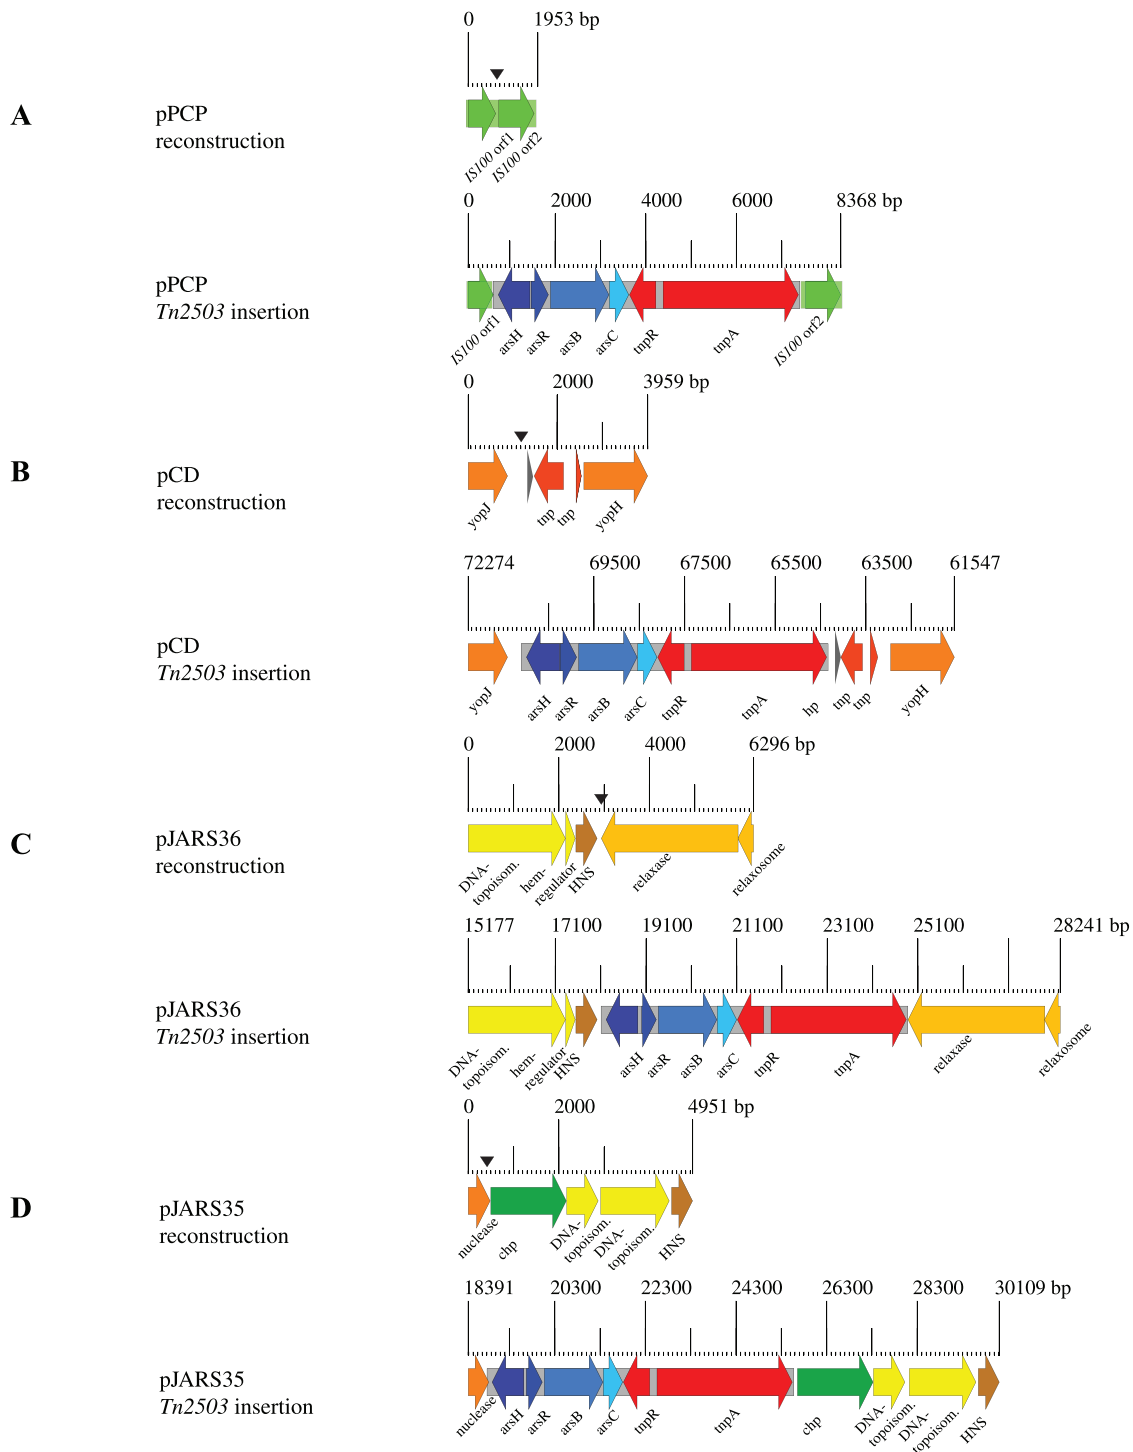 0 1953 bp
A
pPCP
reconstruction
IS100 orf1 IS100 orf2
0 2000 4000 6000 8368 bp
pPCP
Tn2503 insertion
IS100 orf1 arsH arsR arsB arsC tnpR tnpA IS100 orf2
0 2000 3959 bp
B
pCD
reconstruction
yopJ tnp tnp yopH
72274 69500 67500 65500 63500 61547
pCD
Tn2503 insertion
yopJ arsH arsR arsB arsC tnpR tnpA hp tnp tnp yopH
0 2000 4000 6296 bp
C
pJARS36
reconstruction
DNA-
topoisom. hem-
regulator HNS relaxase relaxosome
15177 17100 19100 21100 23100 25100 28241 bp
pJARS36
Tn2503 insertion
DNA-
topoisom. hem-
regulator HNS arsH arsR arsB arsC tnpR tnpA relaxase relaxosome
0 2000 4951 bp
D
pJARS35
reconstruction
nuclease chp DNA-
topoisom. DNA-
topoisom. HNS
18391 20300 22300 24300 26300 28300 30109 bp
pJARS35
Tn2503 insertion
nuclease arsH arsR arsB arsC tnpR tnpA chp DNA-
topoisom. DNA-
topoisom. HNS